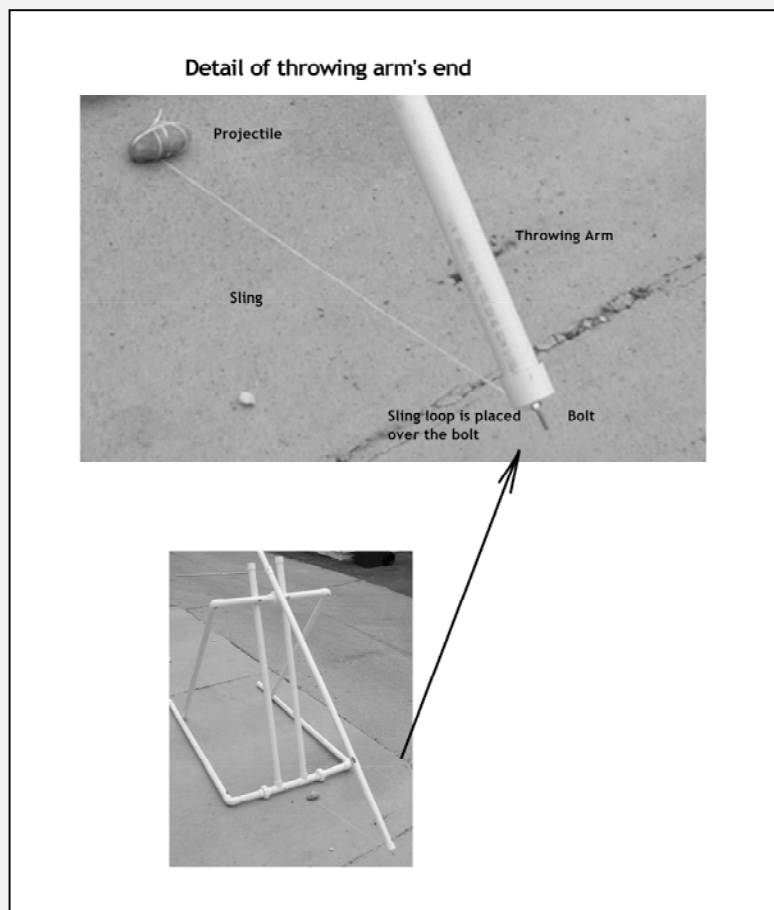 Detail of throwing arm's end
Projectile
Throwing Arm
Sling
Sling loop is placed
over the bolt
Bolt